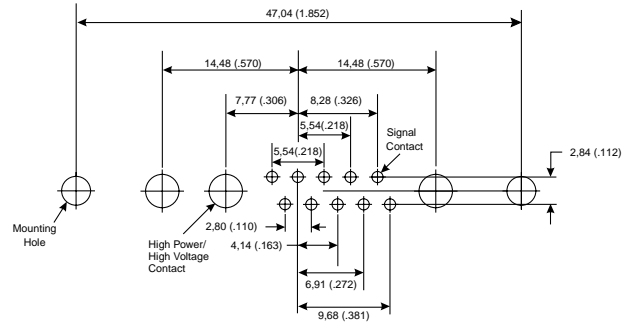 47,04 (1.852)
14,48 (.570)
14,48 (.570)
7,77 (.306)
8,28 (.326)
5,54(.218)
Signal
Contact
5,54(.218)
2,84 (.112)
Mounting
Hole
High Power/
High Voltage
Contact
2,80 (.110)
4,14 (.163)
6,91 (.272)
9,68 (.381)